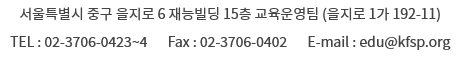 서울특별시 중구 을지로 6 재능빌딩 15층 교육운영팀 (을지로 1가 192-11)
TEL : 02-3706-0423~4 Fax : 02-3706-0402 E-mail : edu@kfsp.org